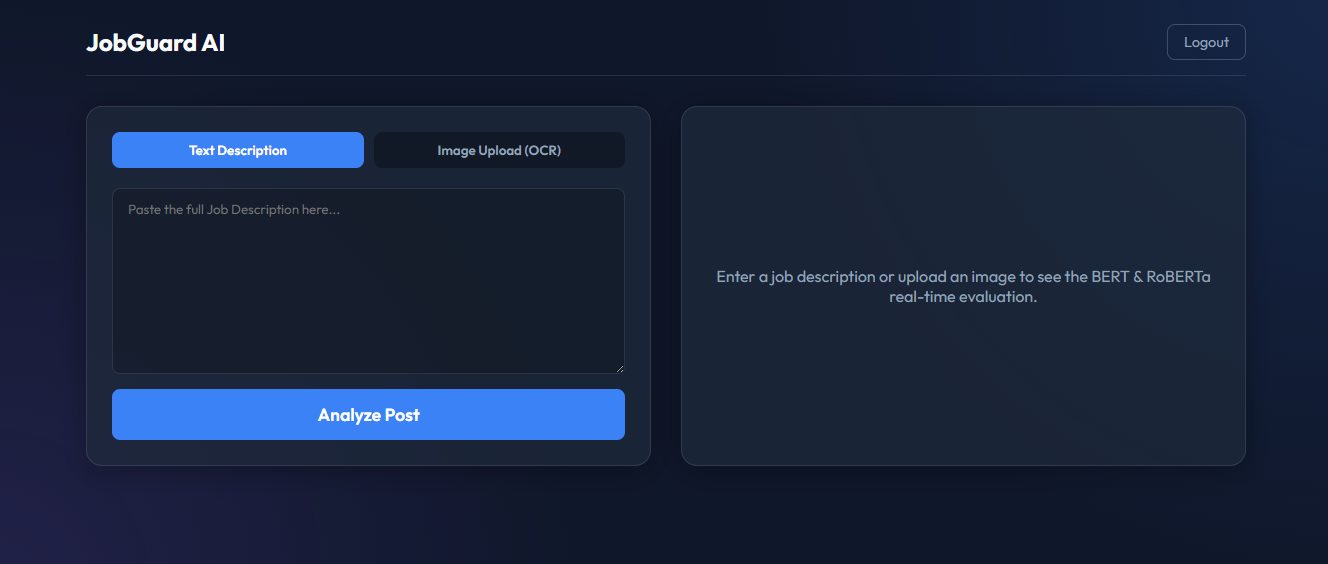 JobGuard AI
Logout
Text Description
Image Upload (OCR)
Paste the full Job Description here...
Analyze Post
Enter a job description or upload an image to see the BERT & RoBERTa
real-time evaluation.